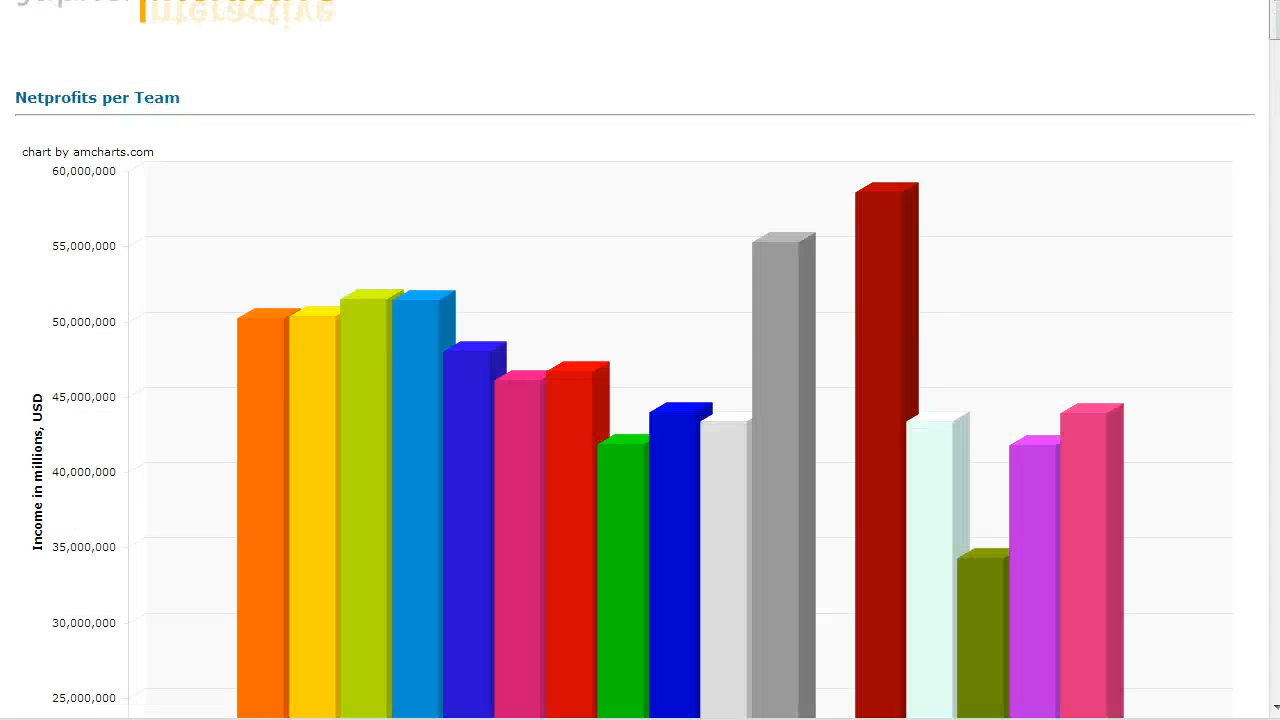 interactive
Netprofits per Team
chart by amcharts.com
60,000,000
55,000,000
50,000,000
45,000,000
40,000,000
35,000,000
30,000,000
25,000,000
Income in millions, USD